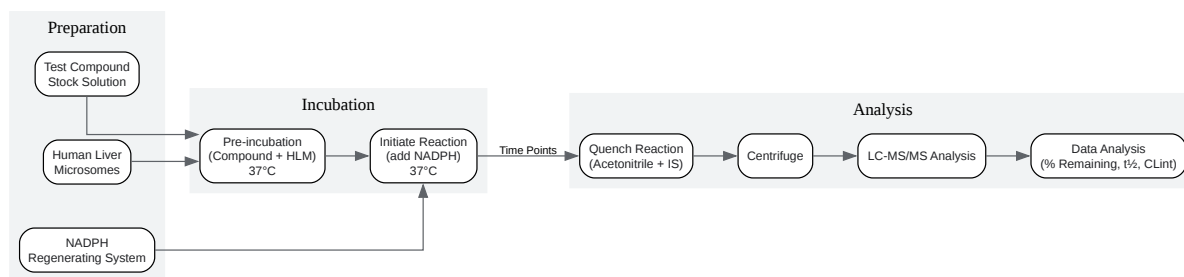 Preparation
Test Compound
Stock Solution
Human Liver
Microsomes
NADPH
Regenerating System
Incubation
Pre-incubation
(Compound + HLM)
37°C
Initiate Reaction
(add NADPH)
37°C
Time Points
Analysis
Quench Reaction
(Acetonitrile + IS)
Centrifuge
LC-MS/MS Analysis
Data Analysis
(% Remaining, t½, CLint)